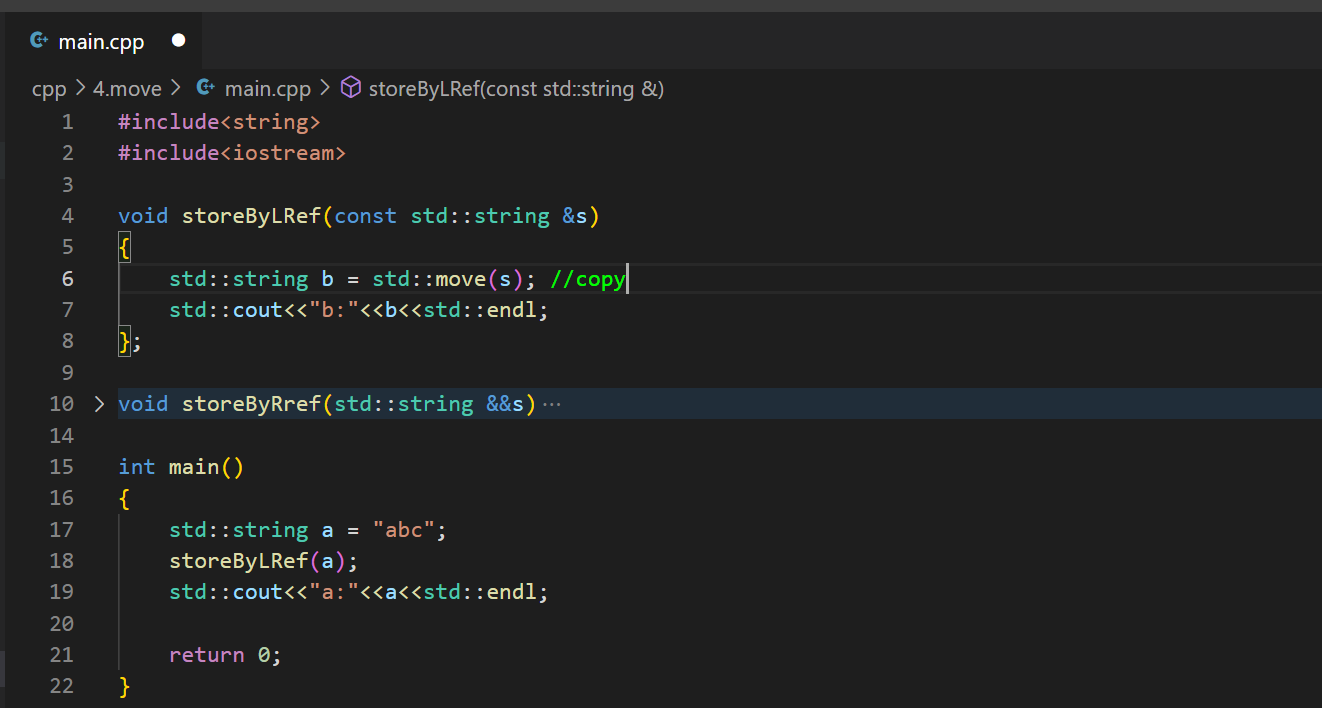 main.cpp
cpp > 4.move > main.cpp > storeByLRef(const std::string &)
1 #include<string>
2 #include<iostream>
3
4 void storeByLRef(const std::string &s)
5 {
6 std::string b = std::move(s); //copy
7 std::cout<<"b:"<<b<<std::endl;
8 };
9
10 > void storeByRref(std::string &&s)···
14
15 int main()
16 {
17 std::string a = "abc";
18 storeByLRef(a);
19 std::cout<<"a:"<<a<<std::endl;
20
21 return 0;
22 }